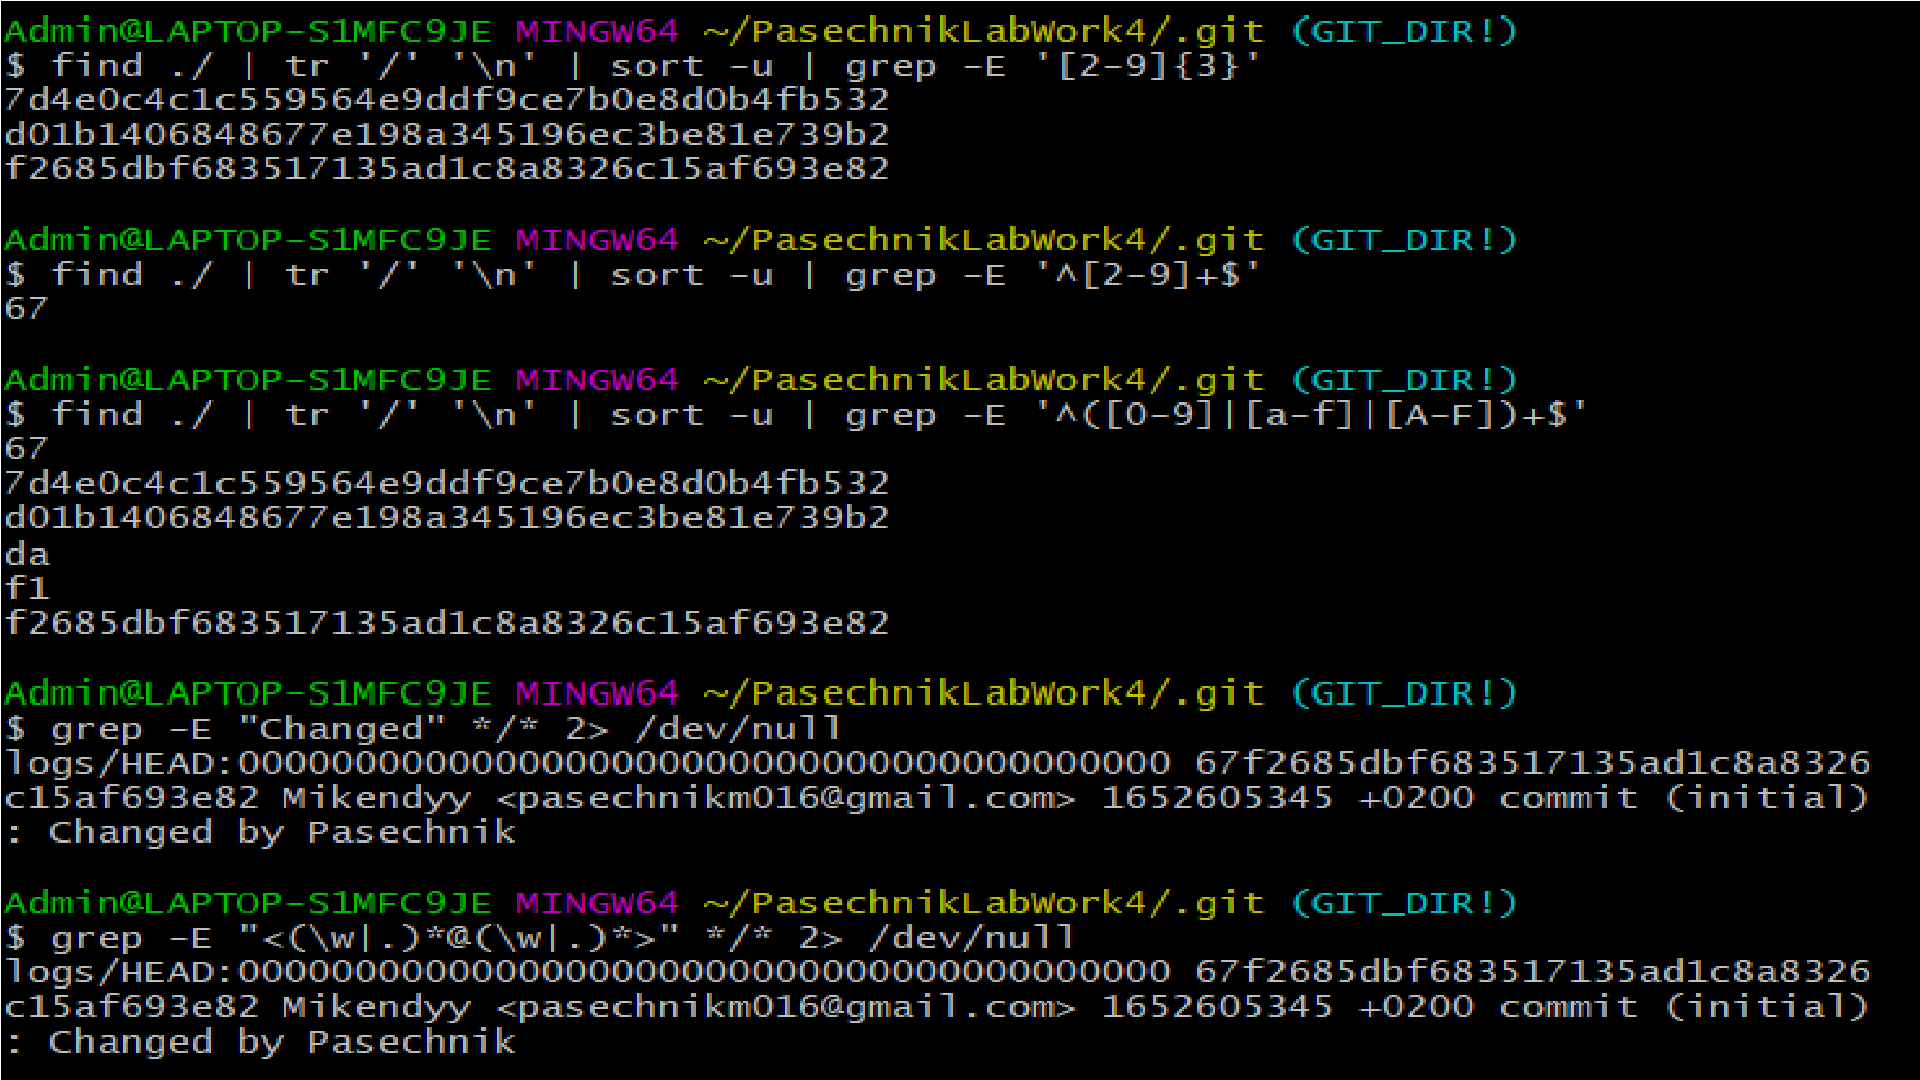 Admin@LAPTOP-S1MFC9JE MINGW64 ~/PasechnikLabWork4/.git (GIT_DIR!)
$ find ./ | tr '/' '\n' | sort -u | grep -E '[2-9]{3}'
7d4e0c4c1c559564e9ddf9ce7b0e8d0b4fb532
d01b1406848677e198a345196ec3be81e739b2
f2685dbf683517135ad1c8a8326c15af693e82
Admin@LAPTOP-S1MFC9JE MINGW64 ~/PasechnikLabWork4/.git (GIT_DIR!)
$ find ./ | tr '/' '\n' | sort -u | grep -E '^[2-9]+$'
67
Admin@LAPTOP-S1MFC9JE MINGW64 ~/PasechnikLabWork4/.git (GIT_DIR!)
$ find ./ | tr '/' '\n' | sort -u | grep -E '^([0-9]|[a-f]|[A-F])+$'
67
7d4e0c4c1c559564e9ddf9ce7b0e8d0b4fb532
d01b1406848677e198a345196ec3be81e739b2
da
f1
f2685dbf683517135ad1c8a8326c15af693e82
Admin@LAPTOP-S1MFC9JE MINGW64 ~/PasechnikLabWork4/.git (GIT_DIR!)
$ grep -E "Changed" */* 2> /dev/null
logs/HEAD:0000000000000000000000000000000000000000 67f2685dbf683517135ad1c8a8326
c15af693e82 Mikendyy <pasechnikm016@gmail.com> 1652605345 +0200 commit (initial)
: Changed by Pasechnik
Admin@LAPTOP-S1MFC9JE MINGW64 ~/PasechnikLabWork4/.git (GIT_DIR!)
$ grep -E "<(\w|.)*@(\w|.)*>" */* 2> /dev/null
logs/HEAD:0000000000000000000000000000000000000000 67f2685dbf683517135ad1c8a8326
c15af693e82 Mikendyy <pasechnikm016@gmail.com> 1652605345 +0200 commit (initial)
: Changed by Pasechnik